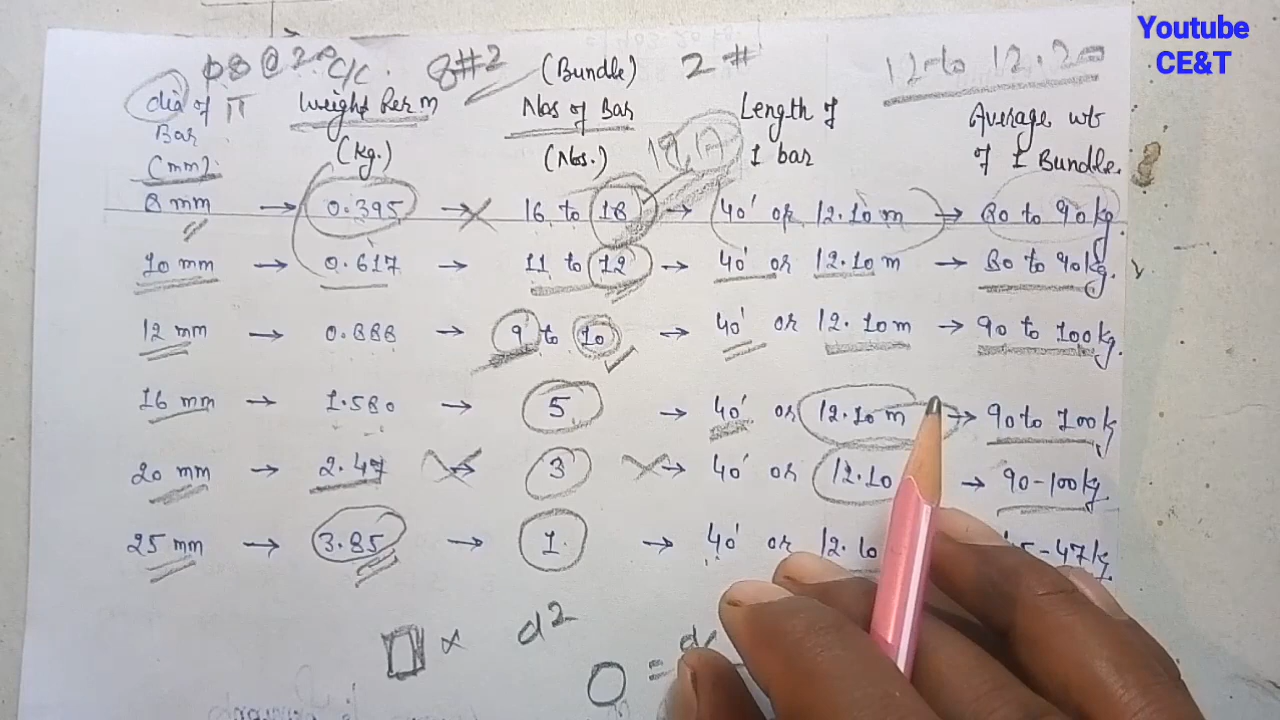 Youtube
CE&T
8#2 (Bundle) 2# 12 to 12.20
dia of Π Weight Per m Nos of Bar Length of Average wt
Bar (kg.) (Nos.) 1 bar of 1 Bundle.
(mm).
8 mm → 0.395 → 16 to 18 → 40' or 12.10 m → 80 to 90 kg.
10 mm → 0.617 → 11 to 12 → 40' or 12.10 m → 80 to 90 kg.
12 mm → 0.888 → 9 to 10 → 40' or 12.10 m → 90 to 100 kg.
16 mm → 1.580 → 5 → 40' or 12.10 m → 90 to 100 k
20 mm → 2.47 → 3 → 40' or 12.10 → 90-100 kg
25 mm → 3.85 → 1. → 40' or 12.10 45-47 kg
d2
=